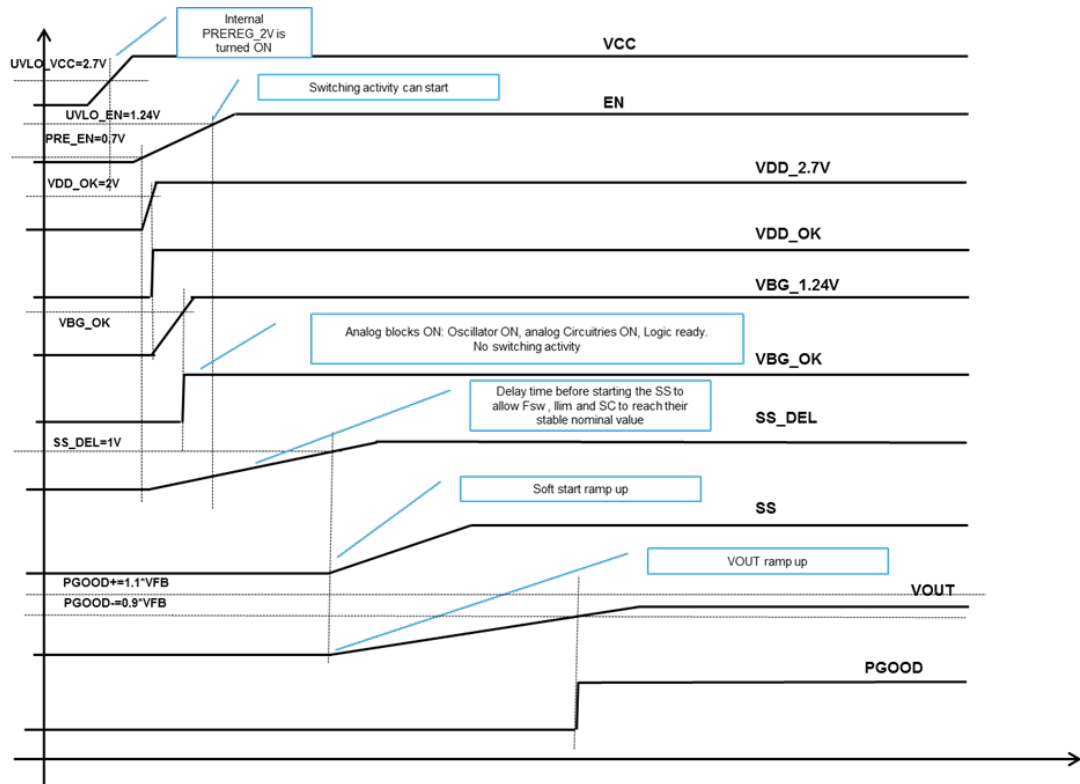 Internal
PREREG_2V is
turned ON
VCC
UVLO_VCC=2.7V
Switching activity can start
EN
UVLO_EN=1.24V
PRE_EN=0.7V
VDD_2.7V
VDD_OK=2V
VDD_OK
VBG_1.24V
VBG_OK
Analog blocks ON: Oscillator ON, analog Circuitries ON, Logic ready.
No switching activity
VBG_OK
Delay time before starting the SS to
allow Fsw , Ilim and SC to reach their
stable nominal value
SS_DEL
SS_DEL=1V
Soft start ramp up
SS
VOUT ramp up
PGOOD+=1.1*VFB
VOUT
PGOOD-=0.9*VFB
PGOOD